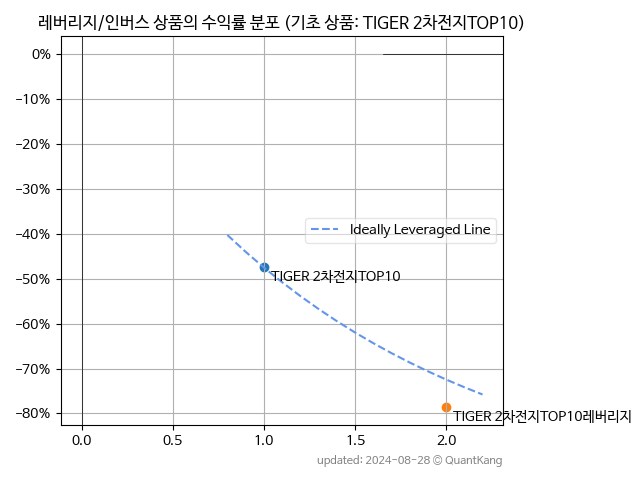 레버리지/인버스 상품의 수익률 분포 (기초 상품: TIGER 2차전지TOP10)
0%
-10%
-20%
-30%
-40%
-50%
-60%
-70%
-80%
Ideally Leveraged Line
TIGER 2차전지TOP10
TIGER 2차전지TOP10레버리지
0.0 0.5 1.0 1.5 2.0
updated: 2024-08-28 © QuantKang